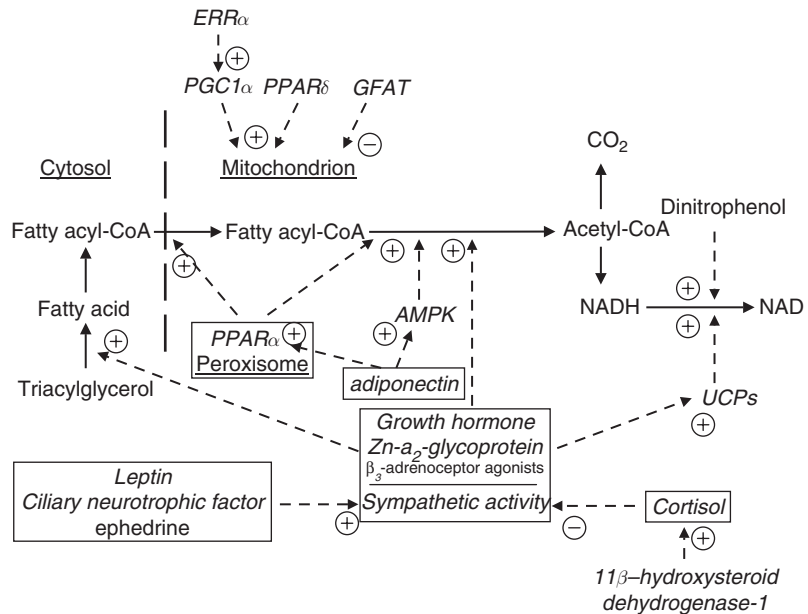 ERRα
+
PGC1α PPARδ GFAT
+ −
Cytosol Mitochondrion
CO2
Dinitrophenol
Fatty acyl-CoA Fatty acyl-CoA Acetyl-CoA
+ + +
Fatty acid NADH + NAD
+
AMPK
+ PPARα + +
Peroxisome
Triacylglycerol adiponectin
UCPs
+
Growth hormone
Zn-a2-glycoprotein
β3-adrenoceptor agonists
Sympathetic activity
Leptin
Ciliary neurotrophic factor
ephedrine
+ −
Cortisol
+
11β–hydroxysteroid
dehydrogenase-1